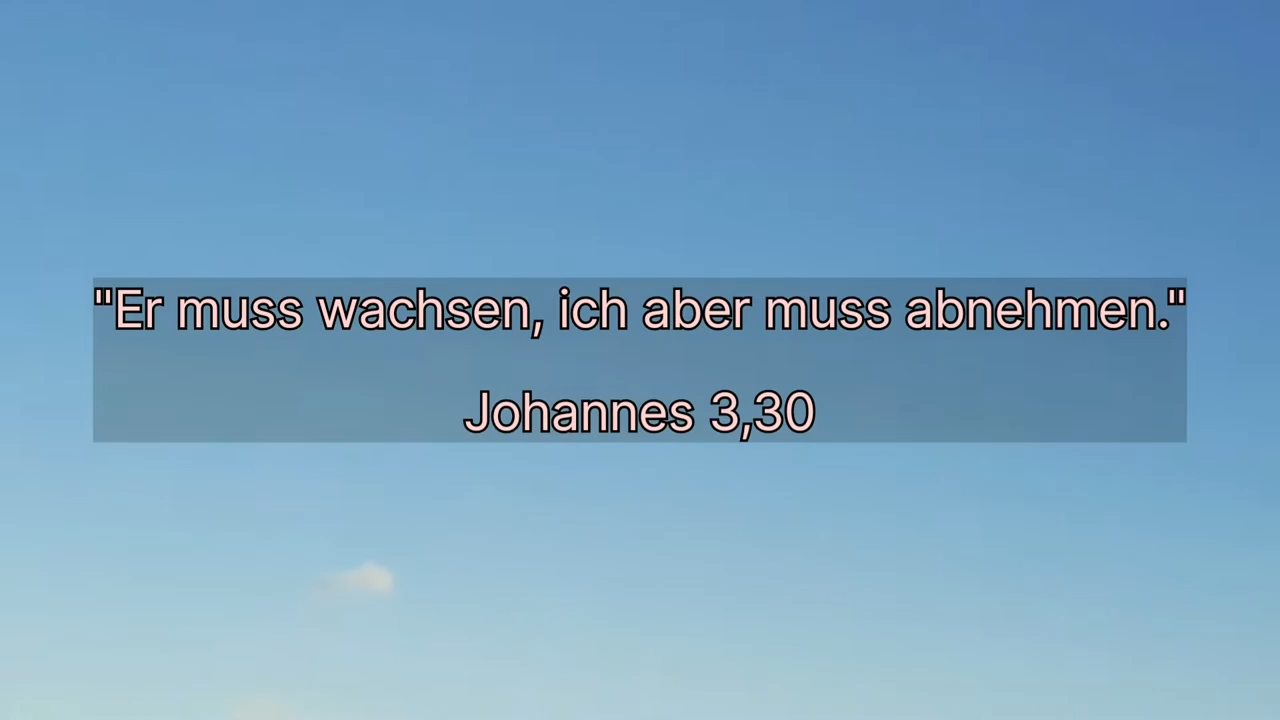 "Er muss wachsen, ich aber muss abnehmen."
Johannes 3,30